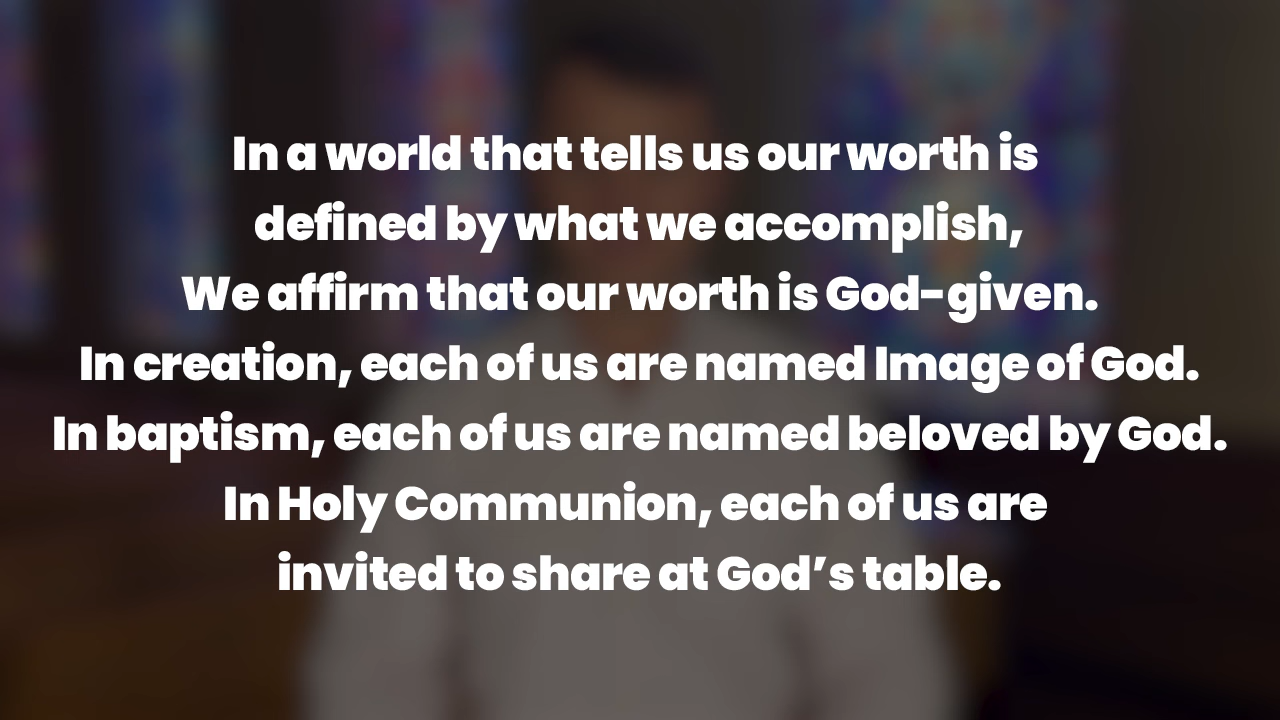 In a world that tells us our worth is
defined by what we accomplish,
We affirm that our worth is God-given.
In creation, each of us are named Image of God.
In baptism, each of us are named beloved by God.
In Holy Communion, each of us are
invited to share at God’s table.